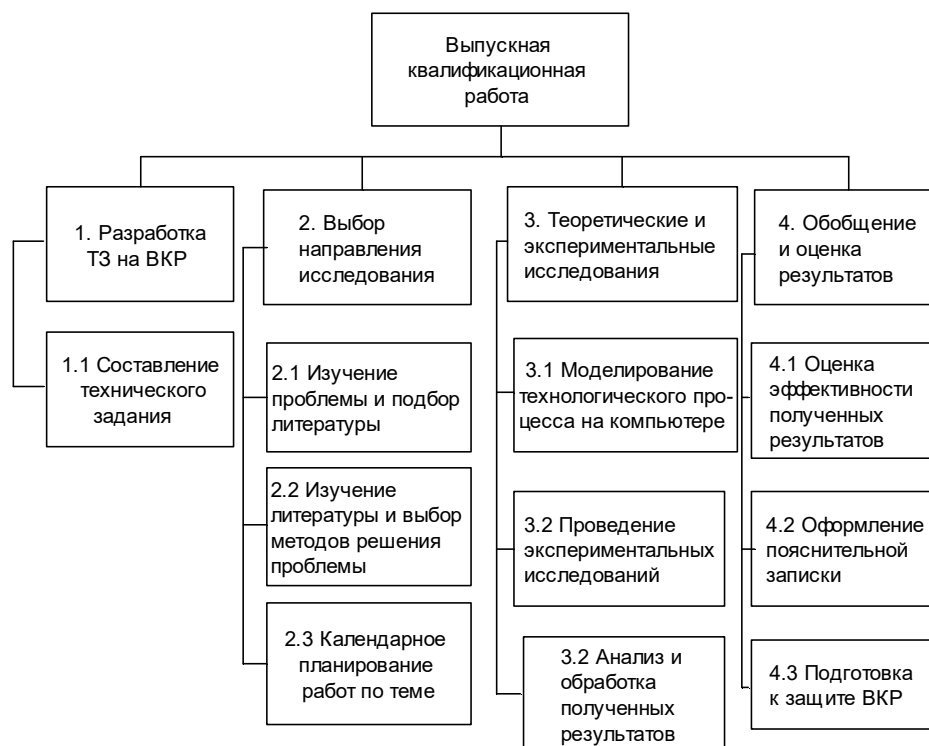 Выпускная
квалификационная
работа
1. Разработка
ТЗ на ВКР
2. Выбор
направления
исследования
3. Теоретические и
экспериментальные
исследования
4. Обобщение
и оценка
результатов
1.1 Составление
технического
задания
2.1 Изучение
проблемы и подбор
литературы
2.2 Изучение
литературы и выбор
методов решения
проблемы
2.3 Календарное
планирование
работ по теме
3.1 Моделирование
технологического про-
цесса на компьютере
3.2 Проведение
экспериментальных
исследований
3.2 Анализ и
обработка
полученных
результатов
4.1 Оценка
эффективности
полученных
результатов
4.2 Оформление
пояснительной
записки
4.3 Подготовка
к защите ВКР